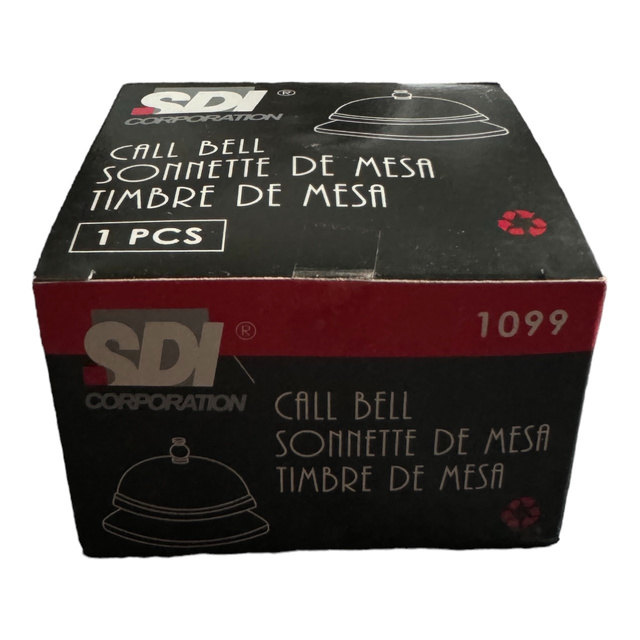 SDI ®
CORPORATION
CALL BELL
SONNETTE DE MESA
TIMBRE DE MESA
1 PCS
SDI ®
CORPORATION
1099
CALL BELL
SONNETTE DE MESA
TIMBRE DE MESA